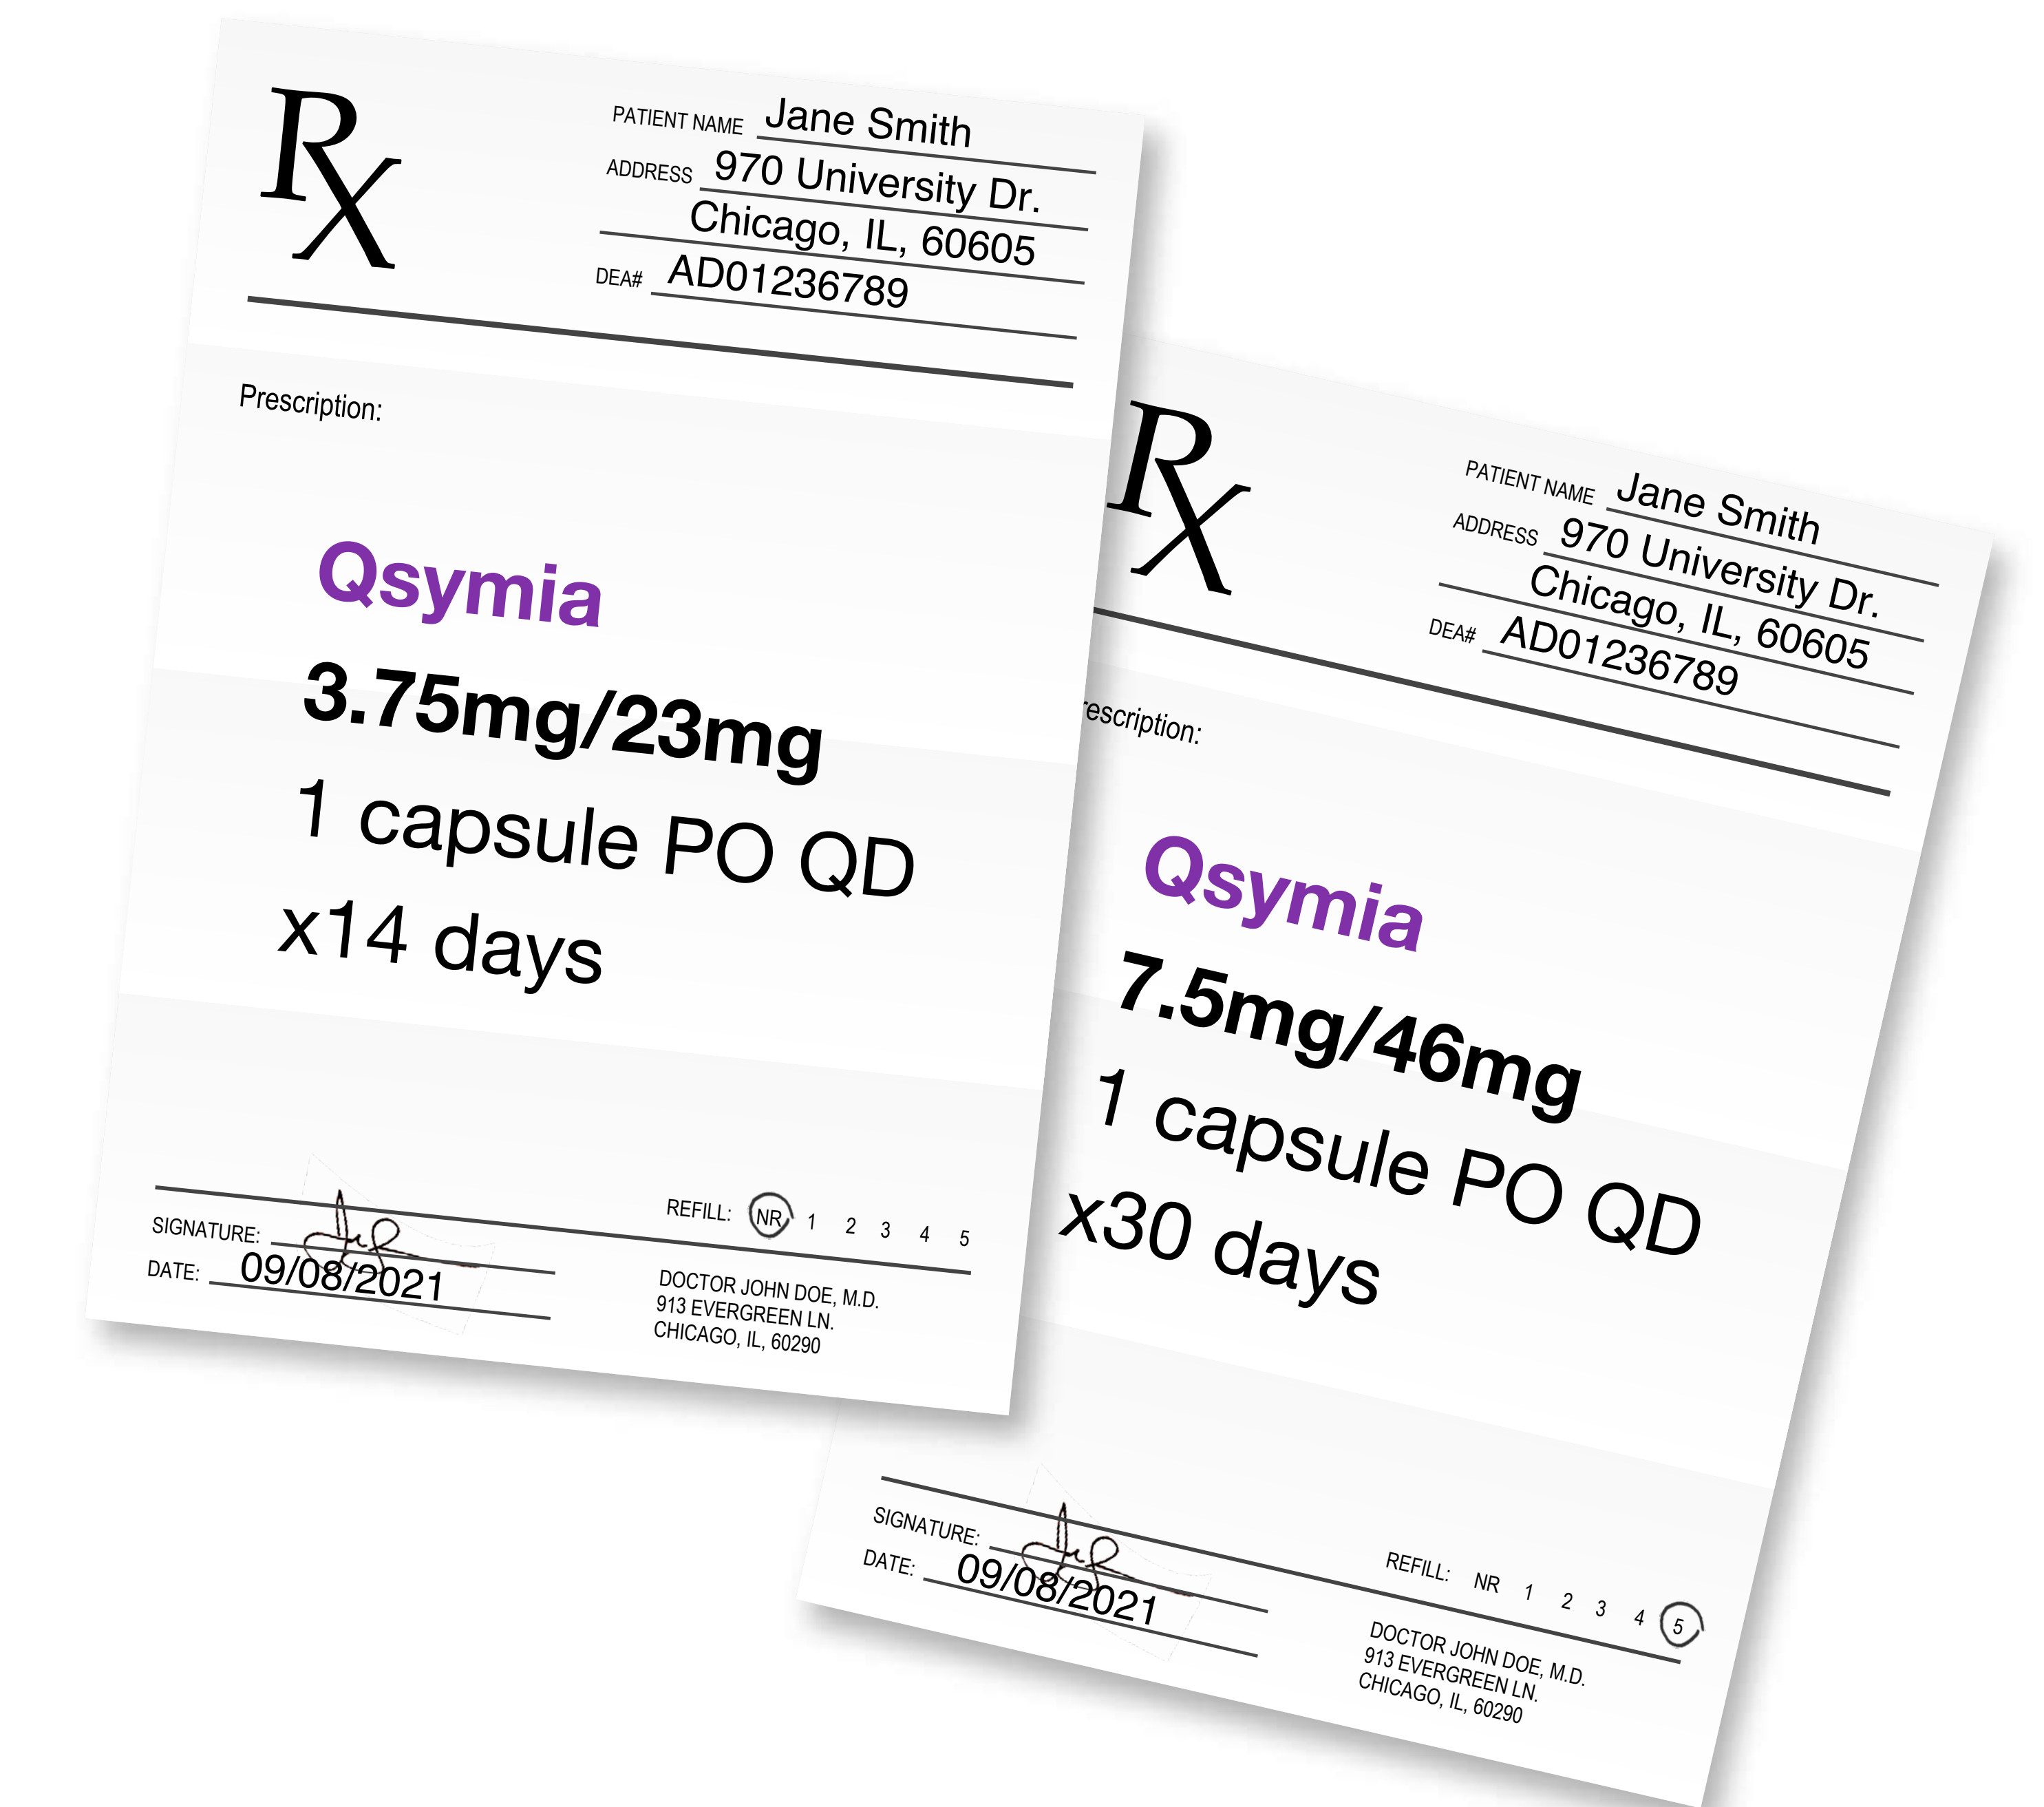 Rx
PATIENT NAME Jane Smith
ADDRESS 970 University Dr.
Chicago, IL, 60605
DEA# AD01236789
Prescription:
Qsymia
3.75mg/23mg
1 capsule PO QD
x14 days
SIGNATURE:
DATE: 09/08/2021
REFILL: NR 1 2 3 4 5
DOCTOR JOHN DOE, M.D.
913 EVERGREEN LN.
CHICAGO, IL, 60290
Rx
PATIENT NAME Jane Smith
ADDRESS 970 University Dr.
Chicago, IL, 60605
DEA# AD01236789
rescription:
Qsymia
7.5mg/46mg
1 capsule PO QD
x30 days
SIGNATURE:
DATE: 09/08/2021
REFILL: NR 1 2 3 4 5
DOCTOR JOHN DOE, M.D.
913 EVERGREEN LN.
CHICAGO, IL, 60290